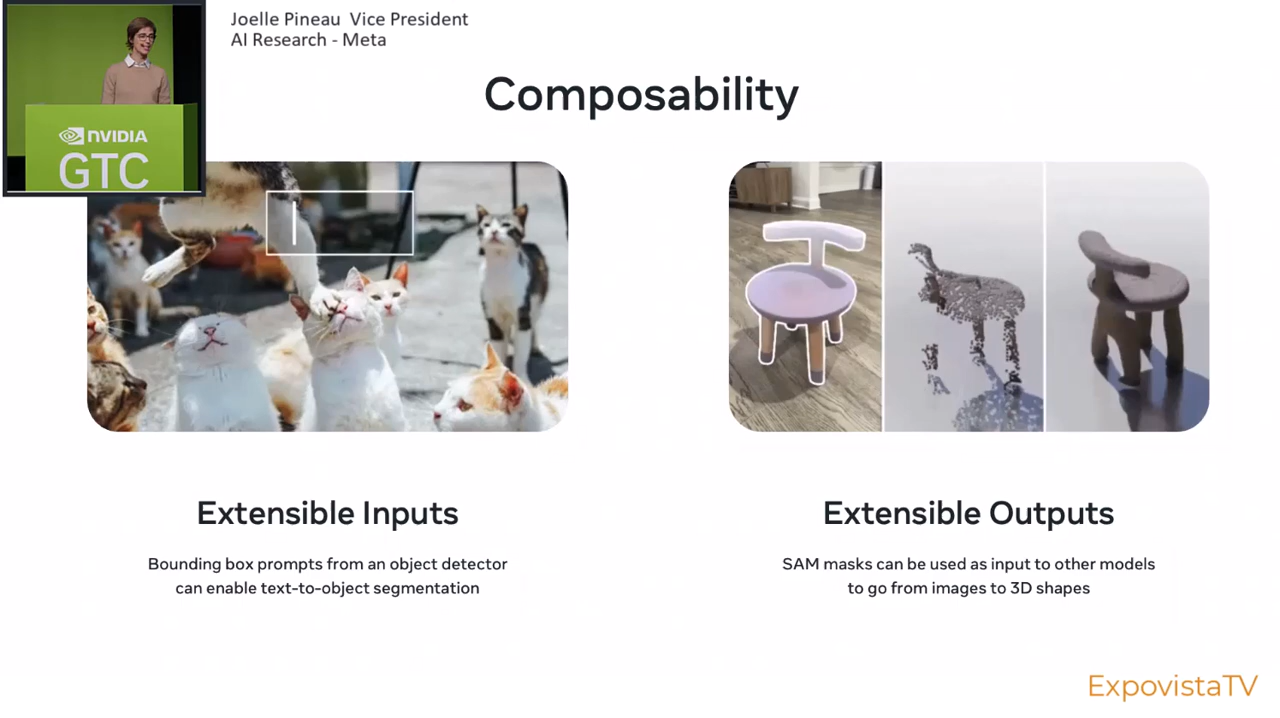 Joelle Pineau Vice President
AI Research - Meta
NVIDIA
GTC
Composability
Extensible Inputs
Bounding box prompts from an object detector
can enable text-to-object segmentation
Extensible Outputs
SAM masks can be used as input to other models
to go from images to 3D shapes
ExpovistaTV